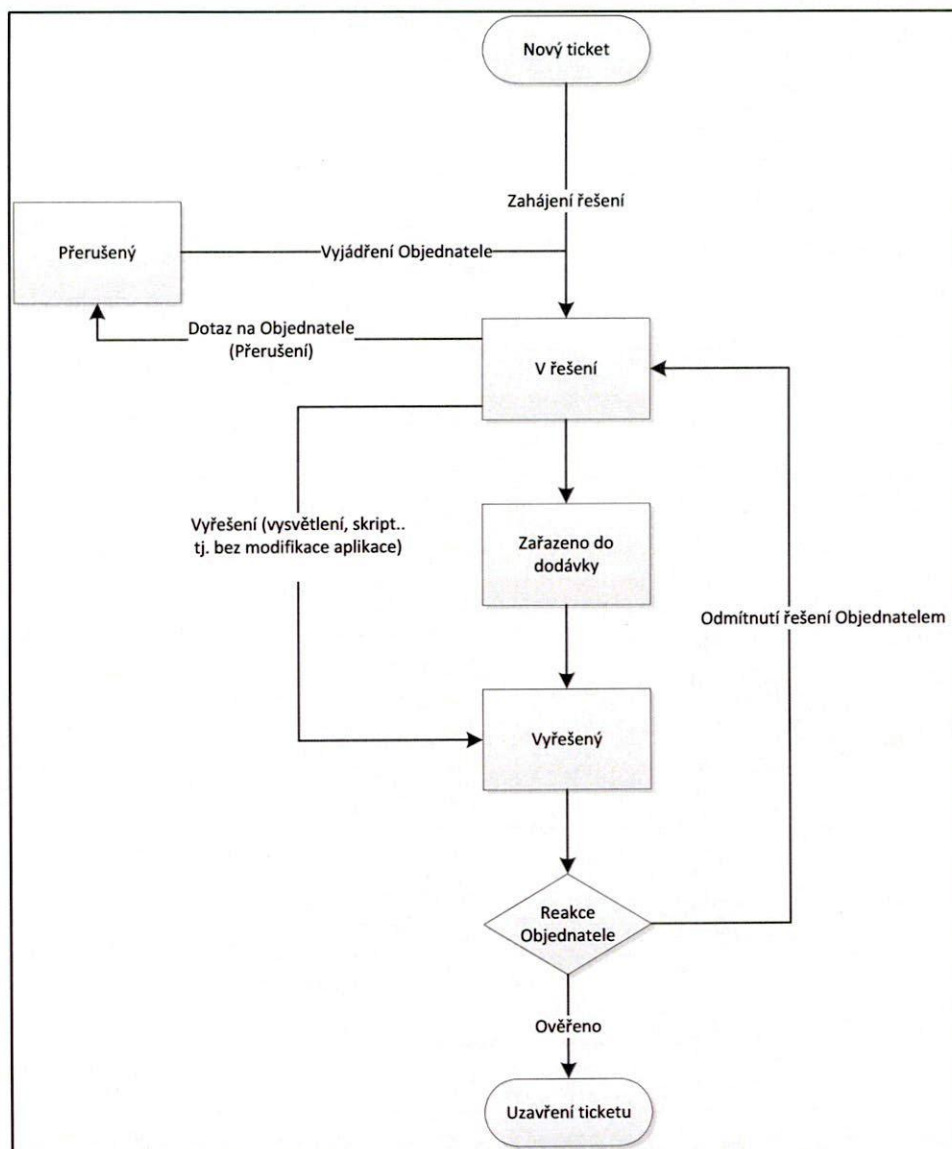 Nový ticket
Zahájení řešení
Přerušený
Vyjádření Objednatele
Dotaz na Objednatele
(Přerušení)
V řešení
Vyřešení (vysvětlení, skript..
tj. bez modifikace aplikace)
Zařazeno do
dodávky
Odmítnutí řešení Objednatelem
Vyřešený
Reakce
Objednatele
Ověřeno
Uzavření ticketu